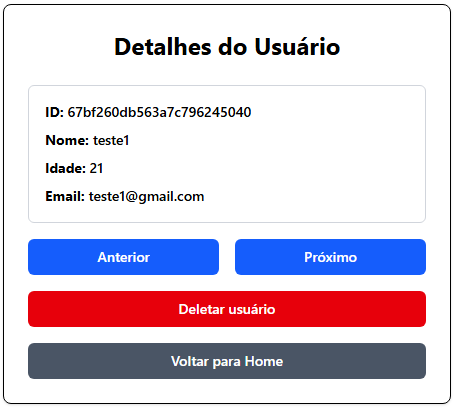 Detalhes do Usuário
ID: 67bf260db563a7c796245040
Nome: teste1
Idade: 21
Email: teste1@gmail.com
Anterior
Próximo
Deletar usuário
Voltar para Home